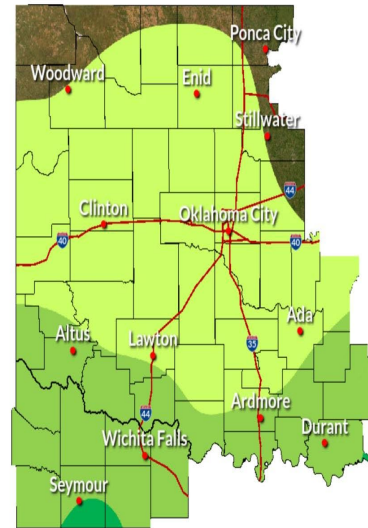 Ponca City
Woodward
Enid
Stillwater
44
Clinton
Oklahoma City
40
40
Ada
Altus
Lawton
35
44
Ardmore
Durant
Wichita Falls
Seymour